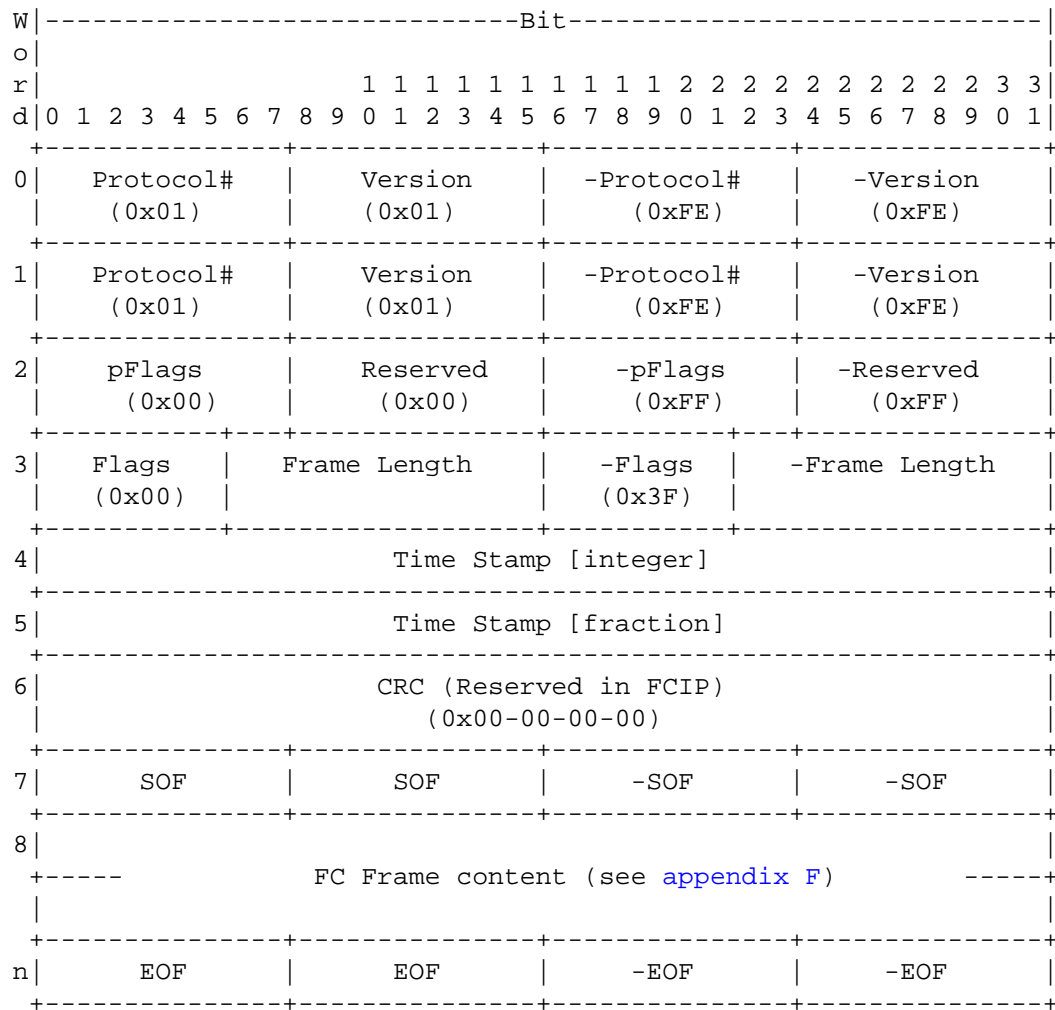 W|------------------------------Bit------------------------------|
o|                                                               |
r|                    1 1 1 1 1 1 1 1 1 1 2 2 2 2 2 2 2 2 2 2 3 3|
d|0 1 2 3 4 5 6 7 8 9 0 1 2 3 4 5 6 7 8 9 0 1 2 3 4 5 6 7 8 9 0 1|
 +---------------+---------------+---------------+---------------+
0|   Protocol#   |    Version    |  -Protocol#   |   -Version    |
 |    (0x01)     |    (0x01)     |     (0xFE)    |    (0xFE)     |
 +---------------+---------------+---------------+---------------+
1|   Protocol#   |    Version    |  -Protocol#   |   -Version    |
 |    (0x01)     |    (0x01)     |     (0xFE)    |    (0xFE)     |
 +---------------+---------------+---------------+---------------+
2|    pFlags     |    Reserved   |    -pFlags    |  -Reserved    |
 |     (0x00)    |     (0x00)    |     (0xFF)    |    (0xFF)     |
 +-----------+---+---------------+-----------+---+---------------+
3|   Flags   |   Frame Length    |   -Flags  |   -Frame Length   |
 |   (0x00)  |                   |   (0x3F)  |                   |
 +-----------+-------------------+-----------+-------------------+
4|                      Time Stamp [integer]                     |
 +---------------------------------------------------------------+
5|                      Time Stamp [fraction]                    |
 +---------------------------------------------------------------+
6|                     CRC (Reserved in FCIP)                    |
 |                        (0x00-00-00-00)                        |
 +---------------+---------------+---------------+---------------+
7|      SOF      |      SOF      |     -SOF      |     -SOF      |
 +---------------+---------------+---------------+---------------+
8|                                                               |
 +-----            FC Frame content (see appendix F)        -----+
 |                                                               |
 +---------------+---------------+---------------+---------------+
n|      EOF      |      EOF      |     -EOF      |     -EOF      |
 +---------------+---------------+---------------+---------------+